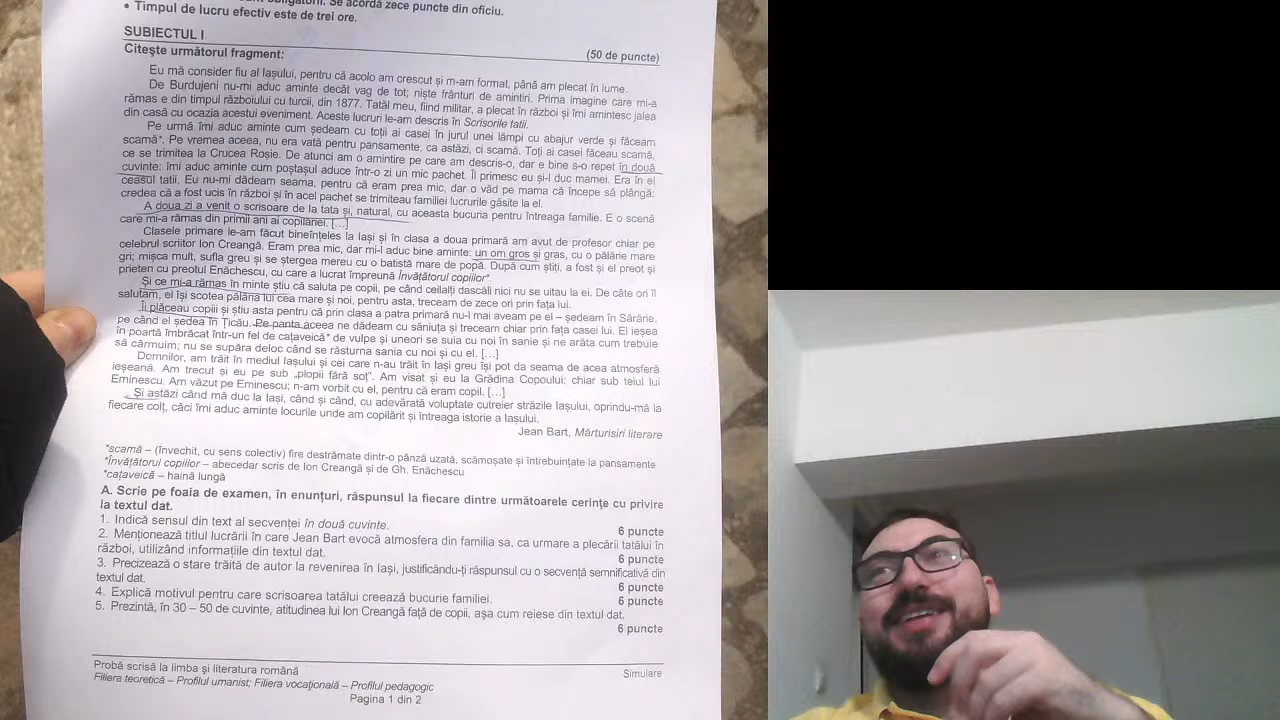 obligatorii. Se acordă zece puncte din oficiu.
• Timpul de lucru efectiv este de trei ore.
SUBIECTUL I
(50 de puncte)
Citește următorul fragment:
Eu mă consider fiu al Iașului, pentru că acolo am crescut și m-am format, până am plecat în lume.
De Burdujeni nu-mi aduc aminte decât vag de tot; niște frânturi de amintiri. Prima imagine care mi-a
rămas e din timpul războiului cu turcii, din 1877. Tatăl meu, fiind militar, a plecat în război și îmi amintesc jalea
din casă cu ocazia acestui eveniment. Aceste lucruri le-am descris în Scrisorile tatii.
Pe urmă îmi aduc aminte cum ședeam cu toții ai casei în jurul unei lămpi cu abajur verde și făceam
scamă*. Pe vremea aceea, nu era vată pentru pansamente, ca astăzi, ci scamă. Toți ai casei făceau scamă,
ce se trimitea la Crucea Roșie. De atunci am o amintire pe care am descris-o, dar e bine s-o repet în două
cuvinte: îmi aduc aminte cum poștașul aduce într-o zi un mic pachet. Îl primesc eu și-l duc mamei. Era în el
ceasul tatii. Eu nu-mi dădeam seama, pentru că eram prea mic, dar o văd pe mama că începe să plângă:
credea că a fost ucis în război și în acel pachet se trimiteau familiei lucrurile găsite la el.
A doua zi a venit o scrisoare de la tata și, natural, cu aceasta bucuria pentru întreaga familie. E o scenă
care mi-a rămas din primii ani ai copilăriei. [...]
Clasele primare le-am făcut bineînțeles la Iași și în clasa a doua primară am avut de profesor chiar pe
celebrul scriitor Ion Creangă. Eram prea mic, dar mi-l aduc bine aminte: un om gros și gras, cu o pălărie mare
gri; mișca mult, sufla greu și se ștergea mereu cu o batistă mare de popă. După cum știți, a fost și el preot și
prieten cu preotul Enăchescu, cu care a lucrat împreună Învățătorul copiilor*.
Și ce mi-a rămas în minte știu că saluta pe copii, pe când ceilalți dascăli nici nu se uitau la ei. De câte ori îl
salutam, el își scotea pălăria lui cea mare și noi, pentru asta, treceam de zece ori prin fața lui.
Îi plăceau copiii și știu asta pentru că prin clasa a patra primară nu-l mai aveam pe el – ședeam în Sărărie,
pe când el ședea în Țicău. Pe panta aceea ne dădeam cu săniuța și treceam chiar prin fața casei lui. El ieșea
în poartă îmbrăcat într-un fel de cațaveică* de vulpe și uneori se suia cu noi în sanie și ne arăta cum trebuie
să cârmuim; nu se supăra deloc când se răsturna sania cu noi și cu el. [...]
Domnilor, am trăit în mediul Iașului și cei care n-au trăit în Iași greu își pot da seama de acea atmosferă
ieșeană. Am trecut și eu pe sub „plopii fără soț”. Am visat și eu la Grădina Copoului: chiar sub teiul lui
Eminescu. Am văzut pe Eminescu; n-am vorbit cu el, pentru că eram copil. [...]
Și astăzi când mă duc la Iași, când și când, cu adevărată voluptate cutreier străzile Iașului, oprindu-mă la
fiecare colț, căci îmi aduc aminte locurile unde am copilărit și întreaga istorie a Iașului.
Jean Bart, Mărturisiri literare
*scamă – (învechit, cu sens colectiv) fire destrămate dintr-o pânză uzată, scămoșate și întrebuințate la pansamente
*Învățătorul copiilor – abecedar scris de Ion Creangă și de Gh. Enăchescu
*cațaveică – haină lungă
A. Scrie pe foaia de examen, în enunțuri, răspunsul la fiecare dintre următoarele cerințe cu privire
la textul dat.
1. Indică sensul din text al secvenței în două cuvinte.
6 puncte
2. Menționează titlul lucrării în care Jean Bart evocă atmosfera din familia sa, ca urmare a plecării tatălui în
război, utilizând informațiile din textul dat.
6 puncte
3. Precizează o stare trăită de autor la revenirea în Iași, justificându-ți răspunsul cu o secvență semnificativă din
textul dat.
6 puncte
4. Explică motivul pentru care scrisoarea tatălui creează bucurie familiei.
6 puncte
5. Prezintă, în 30 – 50 de cuvinte, atitudinea lui Ion Creangă față de copii, așa cum reiese din textul dat.
6 puncte
Probă scrisă la limba și literatura română
Simulare
Filiera teoretică – Profilul umanist; Filiera vocațională – Profilul pedagogic
Pagina 1 din 2